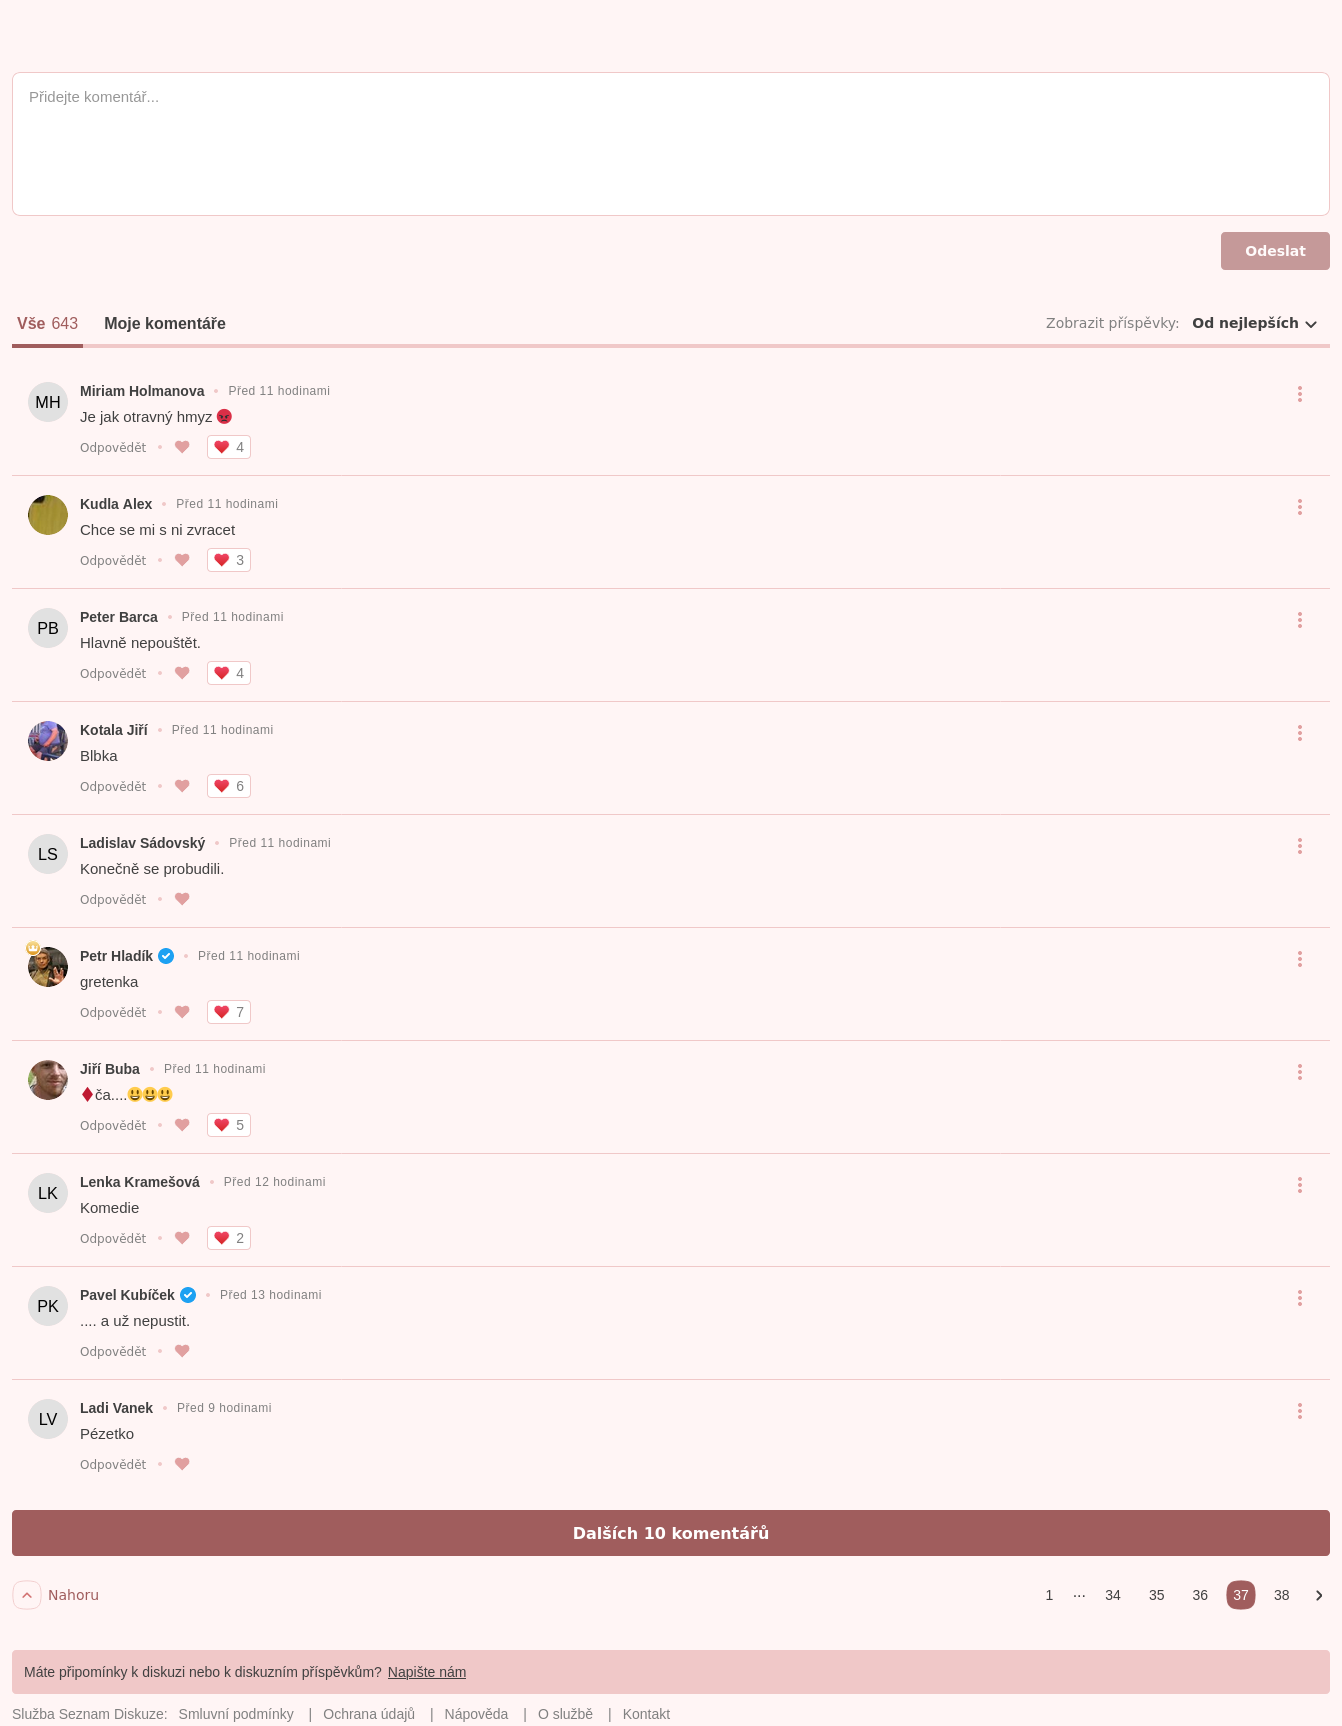 Přidejte komentář...
Odeslat
Vše 643 Moje komentáře Zobrazit příspěvky: Od nejlepších
MH Miriam Holmanova • Před 11 hodinami
Je jak otravný hmyz 😡
Odpovědět • 4
Kudla Alex • Před 11 hodinami
Chce se mi s ni zvracet
Odpovědět • 3
PB Peter Barca • Před 11 hodinami
Hlavně nepouštět.
Odpovědět • 4
Kotala Jiří • Před 11 hodinami
Blbka
Odpovědět • 6
LS Ladislav Sádovský • Před 11 hodinami
Konečně se probudili.
Odpovědět •
Petr Hladík • Před 11 hodinami
gretenka
Odpovědět • 7
Jiří Buba • Před 11 hodinami
♦️ča....😃😃😃
Odpovědět • 5
LK Lenka Kramešová • Před 12 hodinami
Komedie
Odpovědět • 2
PK Pavel Kubíček • Před 13 hodinami
.... a už nepustit.
Odpovědět •
LV Ladi Vanek • Před 9 hodinami
Pézetko
Odpovědět •
Dalších 10 komentářů
Nahoru 1 ··· 34 35 36 37 38
Máte připomínky k diskuzi nebo k diskuzním příspěvkům? Napište nám
Služba Seznam Diskuze: Smluvní podmínky | Ochrana údajů | Nápověda | O službě | Kontakt